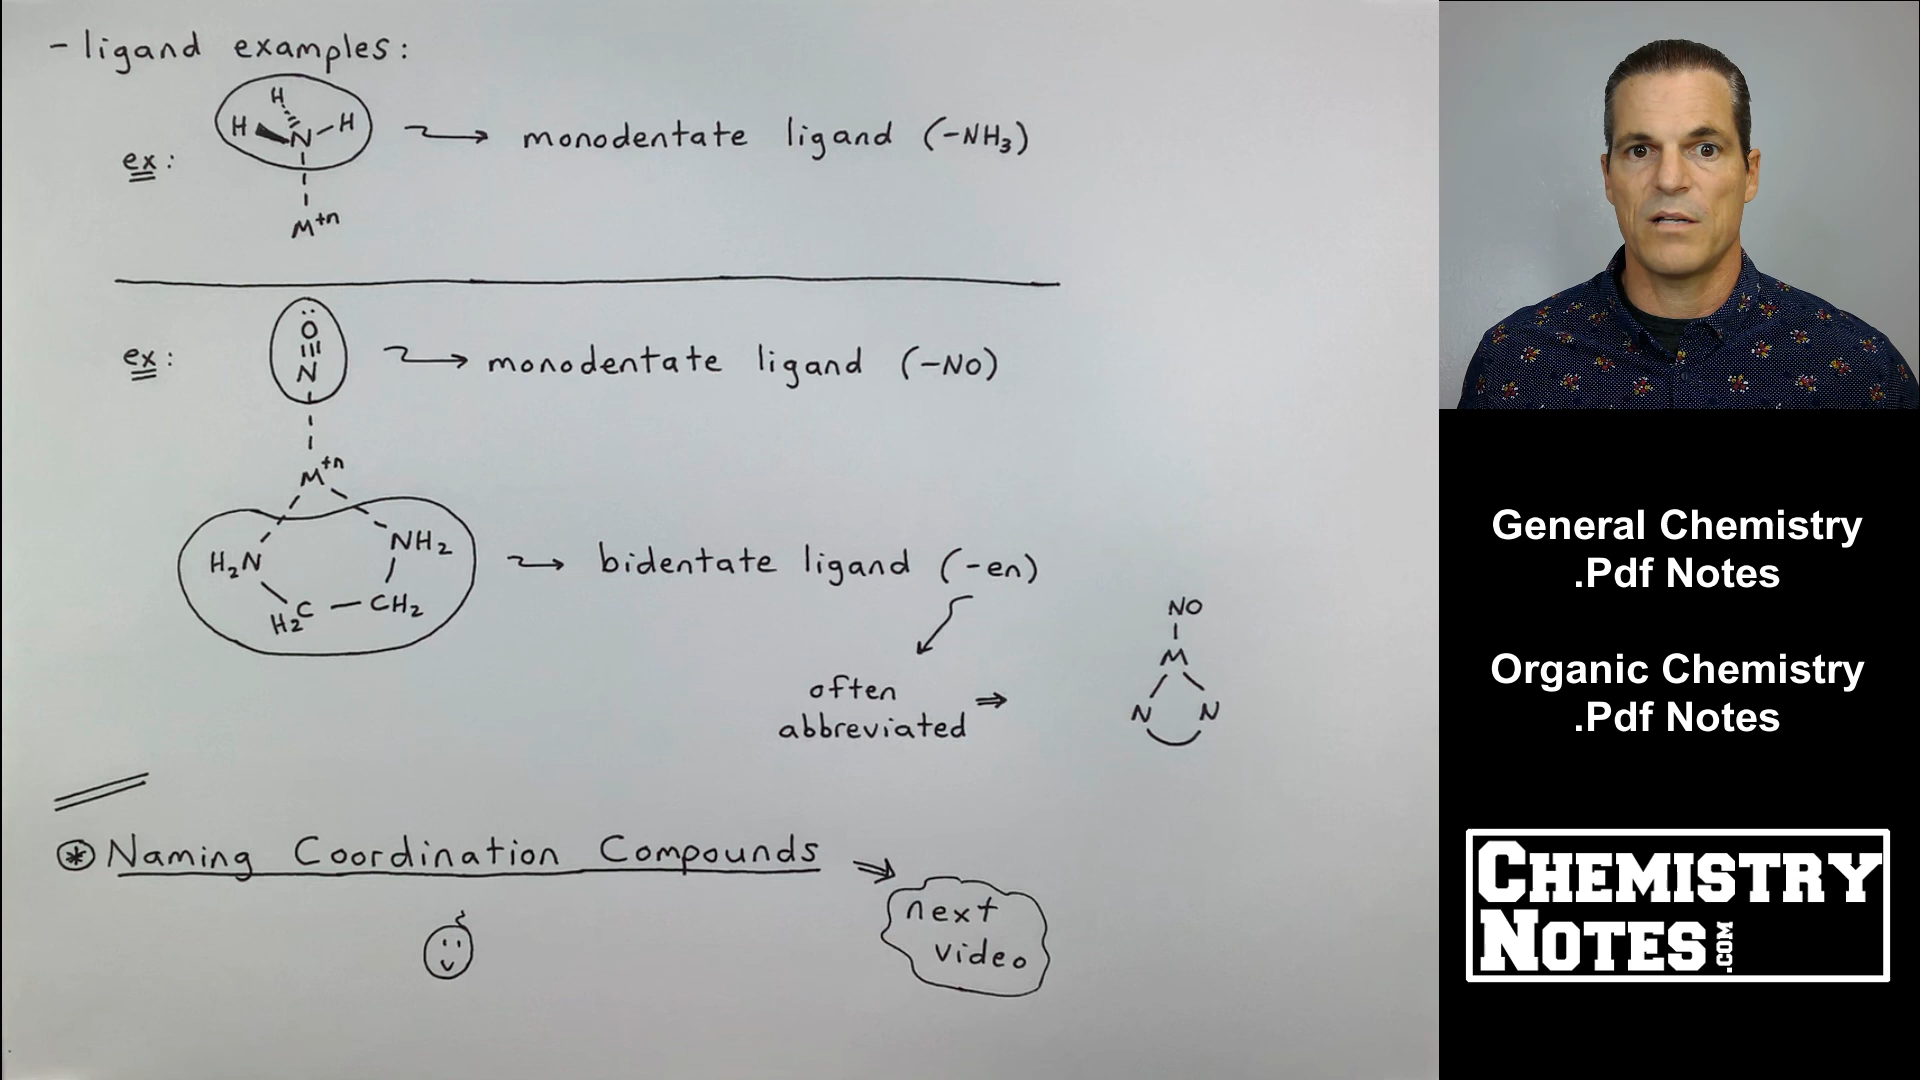 - ligand examples:
ex:
H
H N H
M+n
monodentate ligand (-NH3)
ex:
O
N
M+n
monodentate ligand (-NO)
H2N NH2
H2C CH2
bidentate ligand (-en)
often
abbreviated ⇒
NO
M
N N
⊛ Naming Coordination Compounds ⇒
next
video
General Chemistry
.Pdf Notes
Organic Chemistry
.Pdf Notes
CHEMISTRY
NOTES.COM